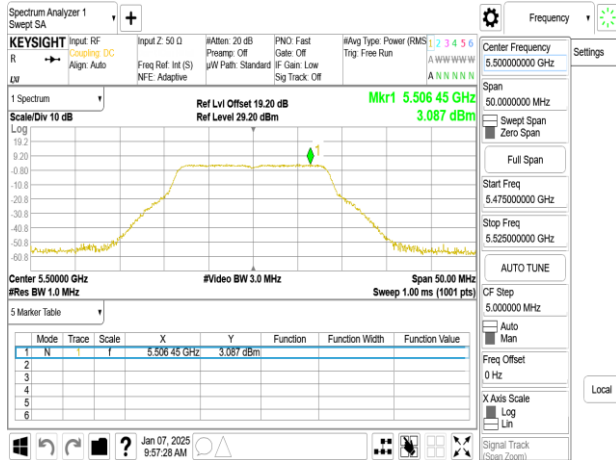 Spectrum Analyzer 1
Swept SA
+
Frequency
KEYSIGHT
R
LXI
Input: RF
Coupling: DC
Align: Auto
Input Z: 50 Ω
Freq Ref: Int (S)
NFE: Adaptive
#Atten: 20 dB
Preamp: Off
µW Path: Standard
PNO: Fast
Gate: Off
IF Gain: Low
Sig Track: Off
#Avg Type: Power (RMS
Trig: Free Run
1 2 3 4 5 6
A W W W W W
A N N N N N
1 Spectrum
Scale/Div 10 dB
Log
Ref Lvl Offset 19.20 dB
Ref Level 29.20 dBm
Mkr1 5.506 45 GHz
3.087 dBm
19.2
9.20
-0.80
-10.8
-20.8
-30.8
-40.8
-50.8
-60.8
1
Center 5.50000 GHz
#Res BW 1.0 MHz
#Video BW 3.0 MHz
Span 50.00 MHz
Sweep 1.00 ms (1001 pts)
5 Marker Table
Mode Trace Scale X Y Function Function Width Function Value
1 N 1 f 5.506 45 GHz 3.087 dBm
2
3
4
5
6
Jan 07, 2025
9:57:28 AM
?
Center Frequency
5.500000000 GHz
Span
50.0000000 MHz
Swept Span
Zero Span
Full Span
Start Freq
5.475000000 GHz
Stop Freq
5.525000000 GHz
AUTO TUNE
CF Step
5.000000 MHz
Auto
Man
Freq Offset
0 Hz
X Axis Scale
Log
Lin
Signal Track
(Span Zoom)
Settings
Local